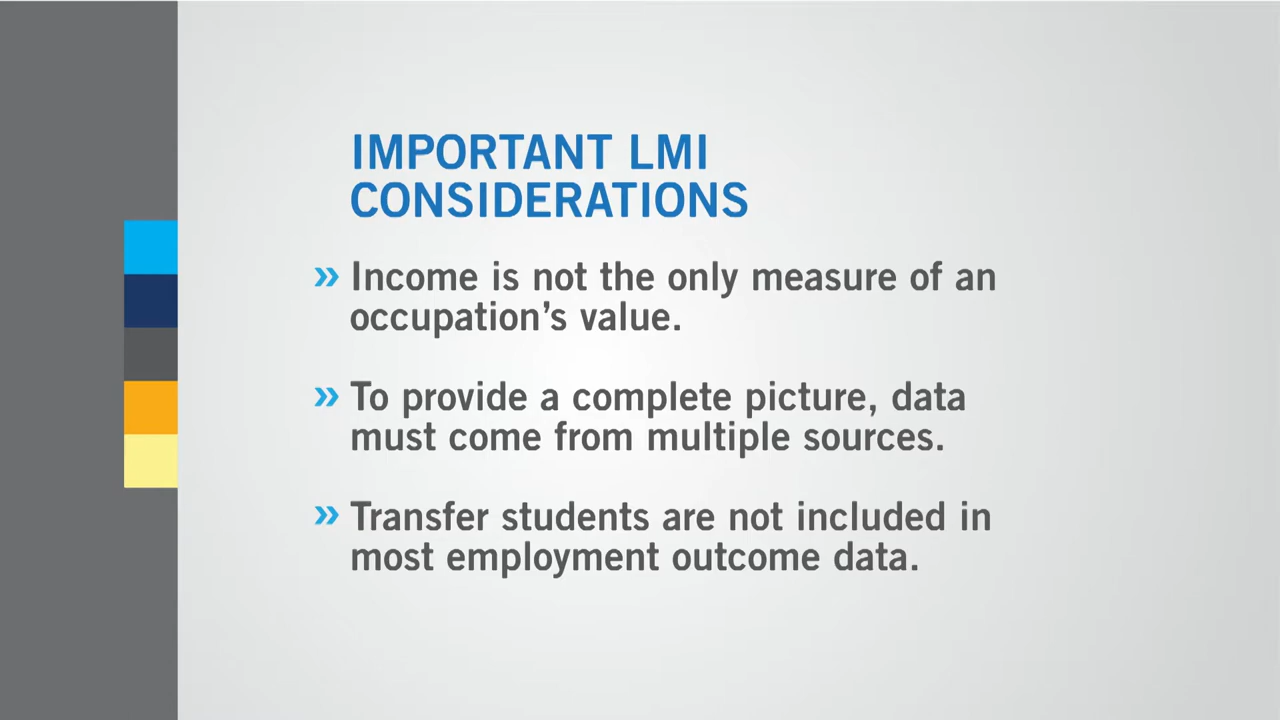 IMPORTANT LMI
CONSIDERATIONS
» Income is not the only measure of an
occupation’s value.
» To provide a complete picture, data
must come from multiple sources.
» Transfer students are not included in
most employment outcome data.